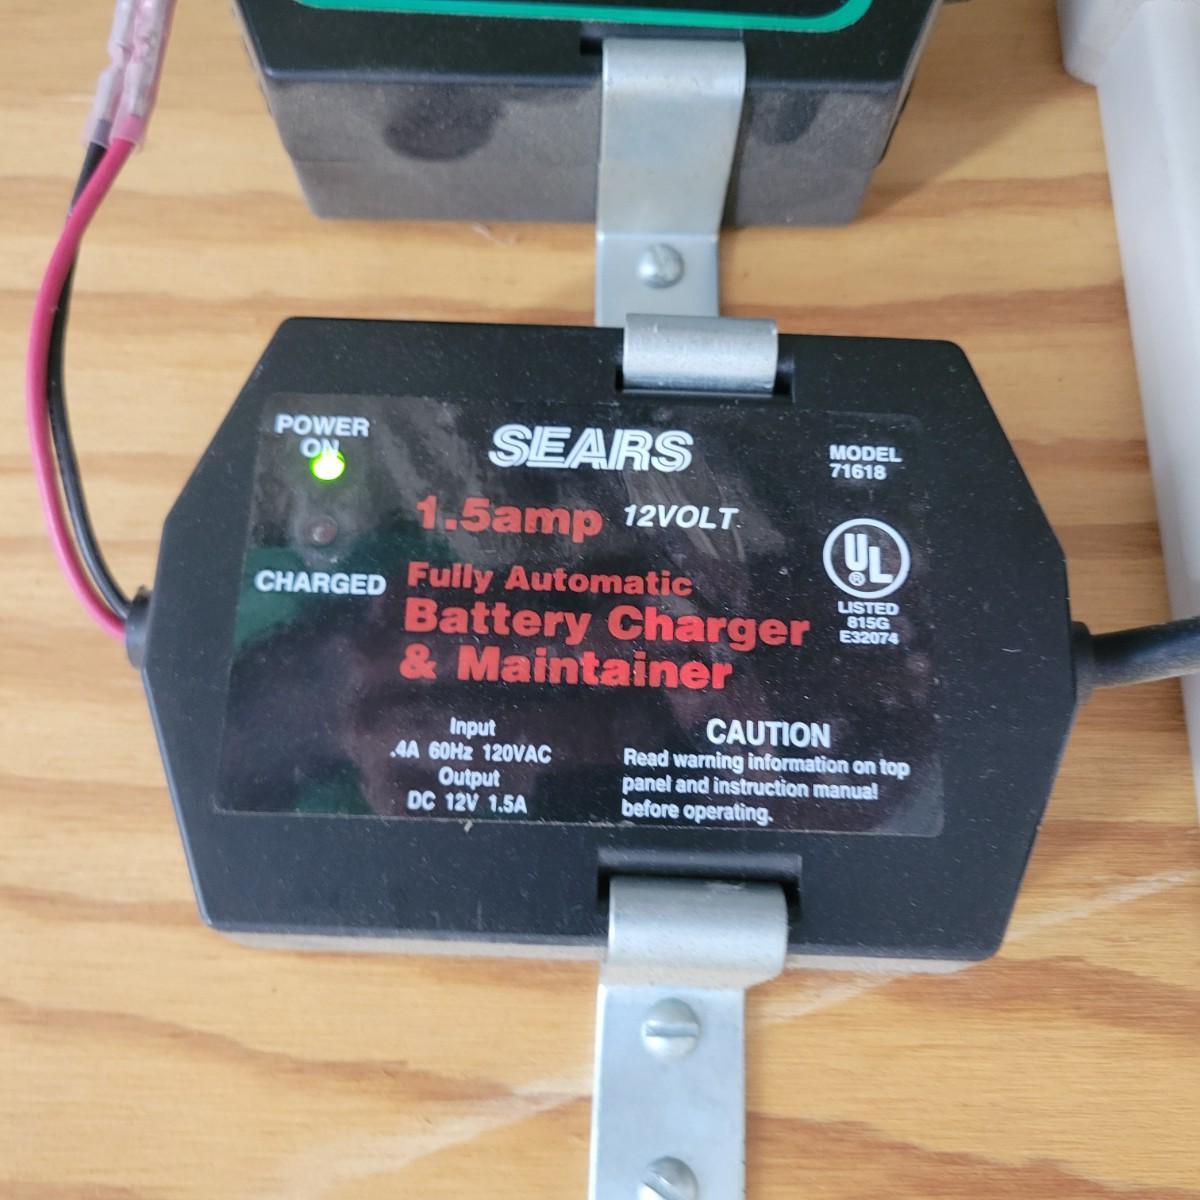 POWER
ON
SEARS
MODEL
71618
1.5amp 12VOLT
UL
®
LISTED
815G
E32074
CHARGED
Fully Automatic
Battery Charger
& Maintainer
Input
.4A 60Hz 120VAC
Output
DC 12V 1.5A
CAUTION
Read warning information on top
panel and instruction manual
before operating.